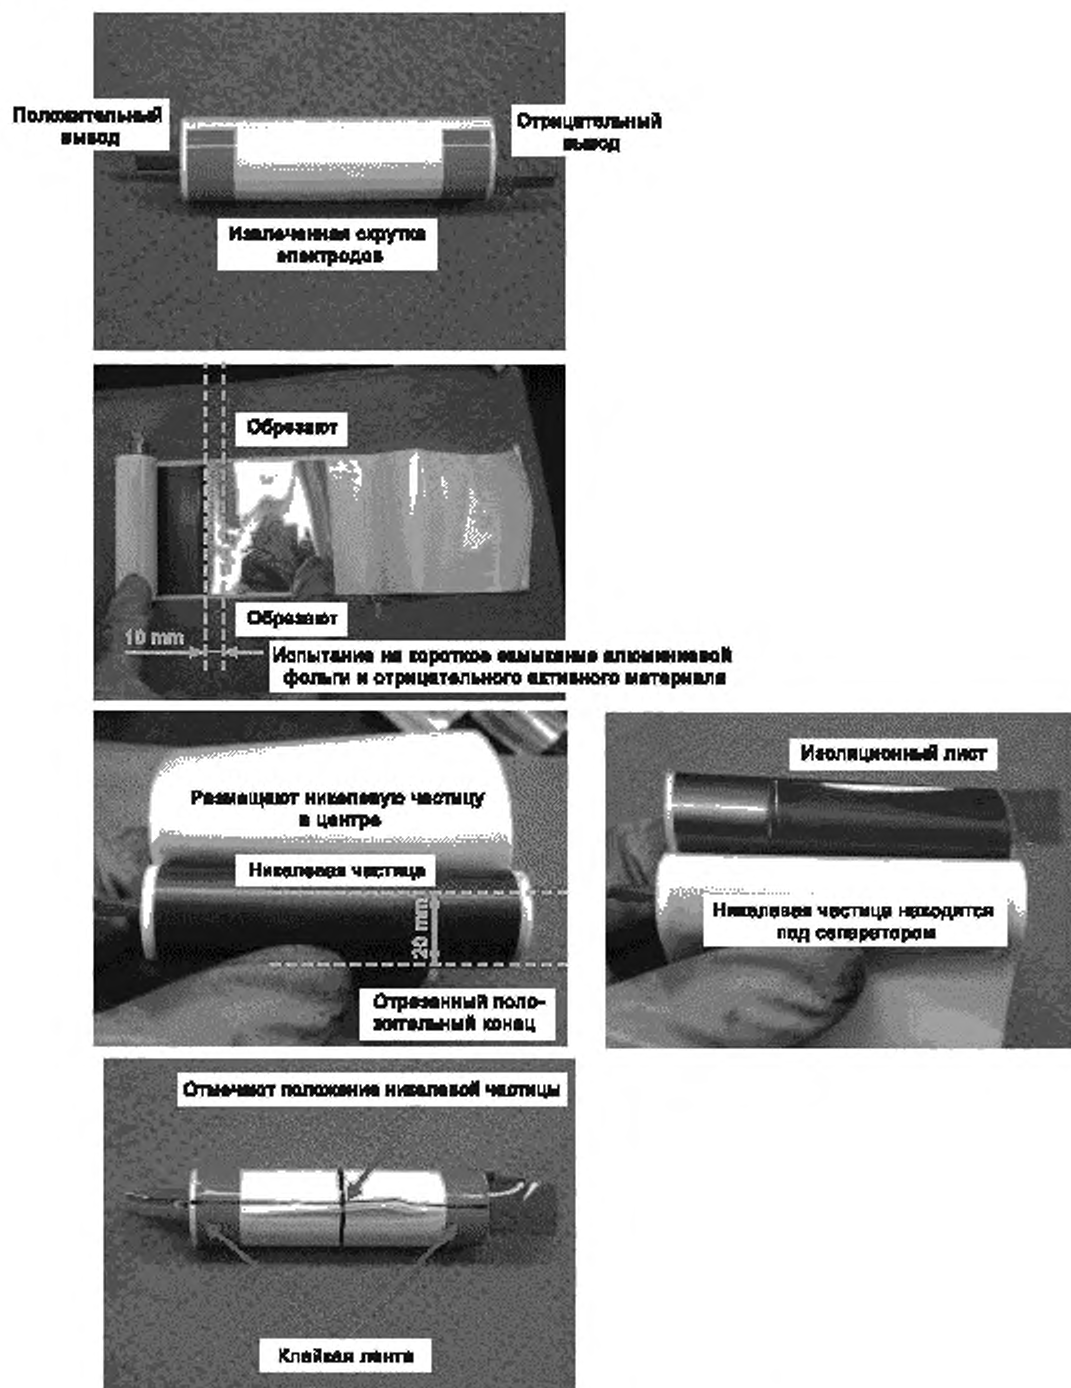 Положительный
вывод
Отрицательный
вывод
Извлеченная скрутка
электродов
Обрезают
Обрезают
10 mm
Испытание на короткое замыкание алюминиевой
фольги и отрицательного активного материала
Размещают никелевую частицу
в центре
Никелевая частица
20 mm
Отрезанный поло-
жительный конец
Изоляционный лист
Никелевая частица находится
под сепаратором
Отмечают положение никелевой частицы
Клейкая лента